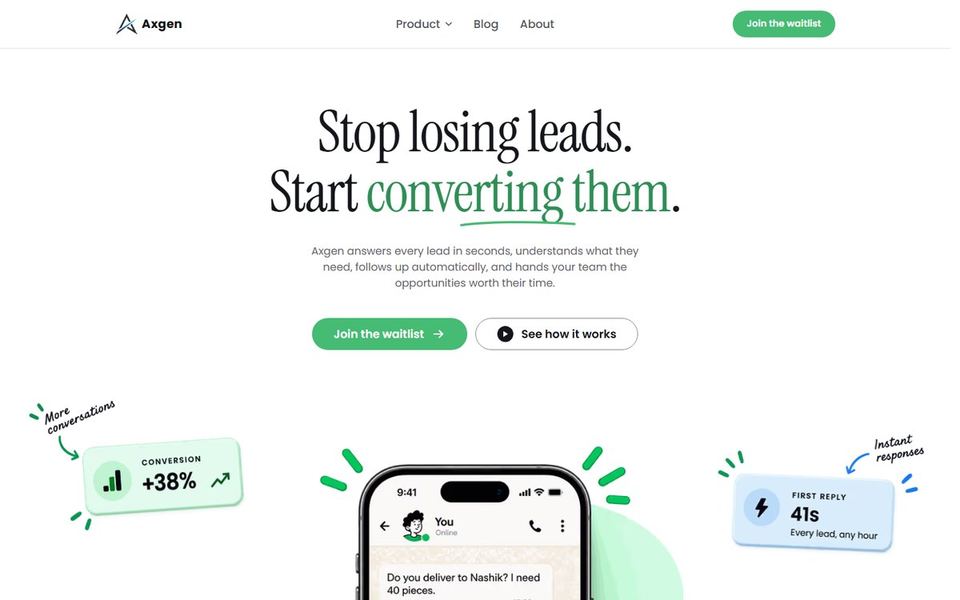 Axgen
Product
Blog
About
Join the waitlist
Stop losing leads.
Start converting them.
Axgen answers every lead in seconds, understands what they
need, follows up automatically, and hands your team the
opportunities worth their time.
Join the waitlist
See how it works
More
conversations
CONVERSION
+38%
Instant
responses
FIRST REPLY
41s
Every lead, any hour
9:41
You
Online
Do you deliver to Nashik? I need
40 pieces.